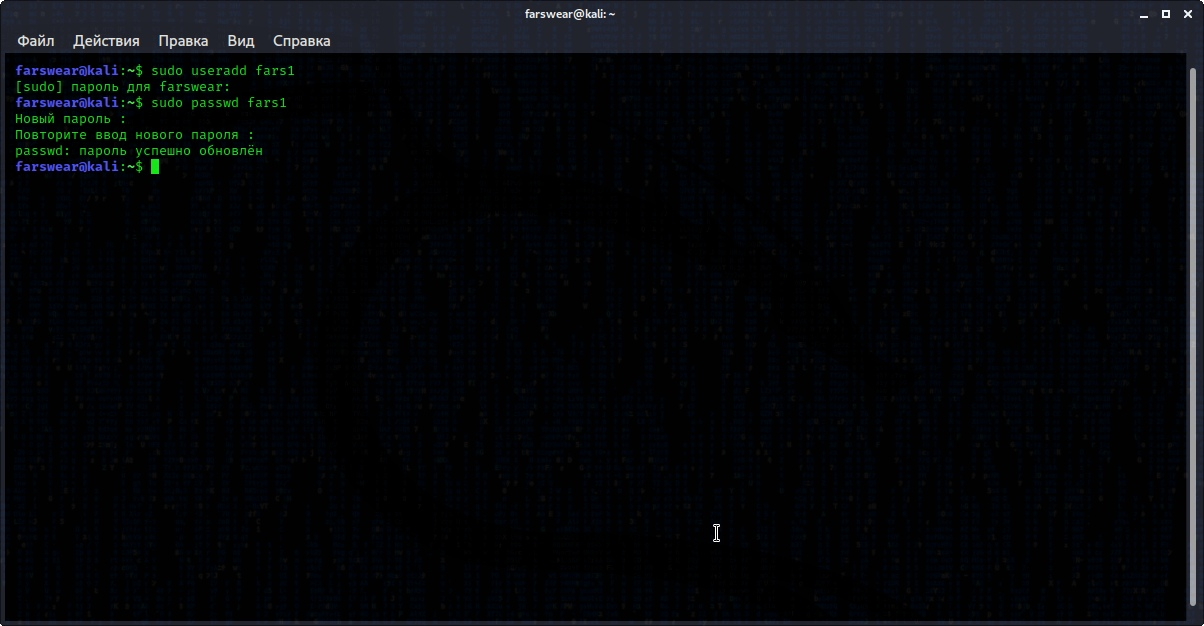 farswear@kali: ~
Файл Действия Правка Вид Справка
farswear@kali:~$ sudo useradd fars1
[sudo] пароль для farswear:
farswear@kali:~$ sudo passwd fars1
Новый пароль :
Повторите ввод нового пароля :
passwd: пароль успешно обновлён
farswear@kali:~$